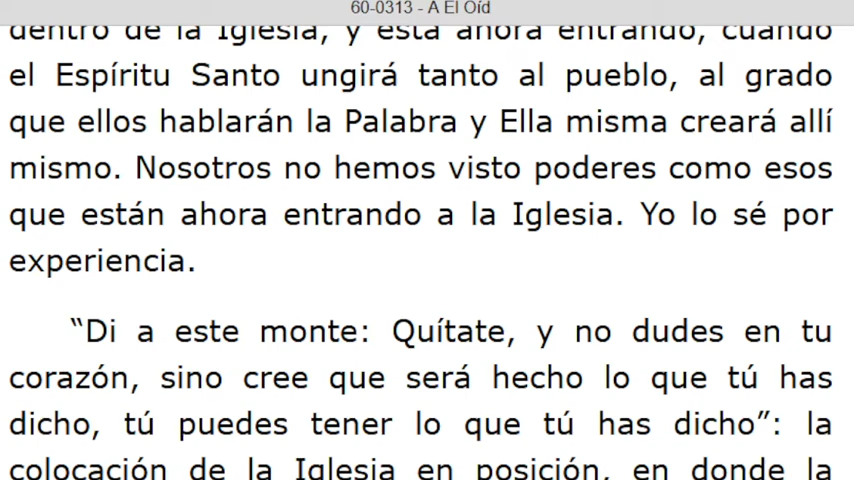 60-0313 - A El Oíd
dentro de la Iglesia, y está ahora entrando, cuando
el Espíritu Santo ungirá tanto al pueblo, al grado
que ellos hablarán la Palabra y Ella misma creará allí
mismo. Nosotros no hemos visto poderes como esos
que están ahora entrando a la Iglesia. Yo lo sé por
experiencia.
“Di a este monte: Quítate, y no dudes en tu
corazón, sino cree que será hecho lo que tú has
dicho, tú puedes tener lo que tú has dicho”: la
colocación de la Iglesia en posición, en donde la